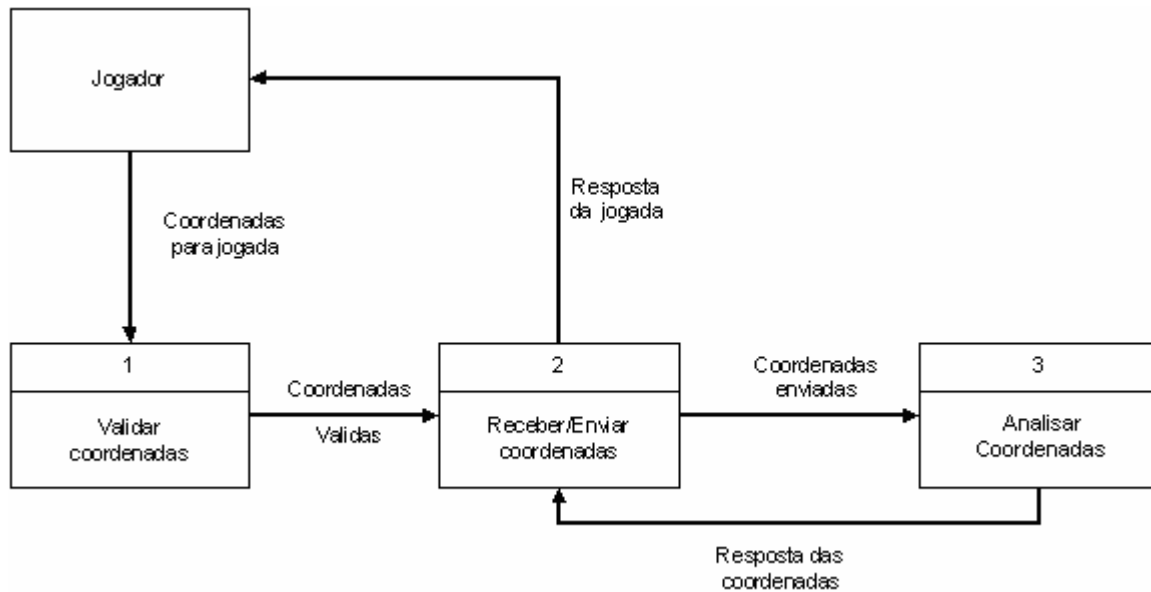 Jogador
Resposta
da jogada
Coordenadas
para jogada
1
Validar
coordenadas
Coordenadas
Validas
2
Receber/Enviar
coordenadas
Coordenadas
enviadas
3
Analisar
Coordenadas
Resposta das
coordenadas